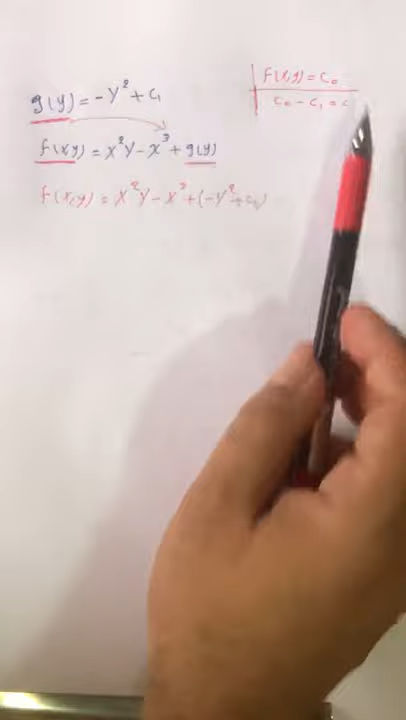 g(y) = -y² + c₁
f(x,y) = x²y - x³ + g(y)
f(x,y) = x²y - x³ + (-y² + c₁)
f(x,y) = c₀
c₀ - c₁ = c